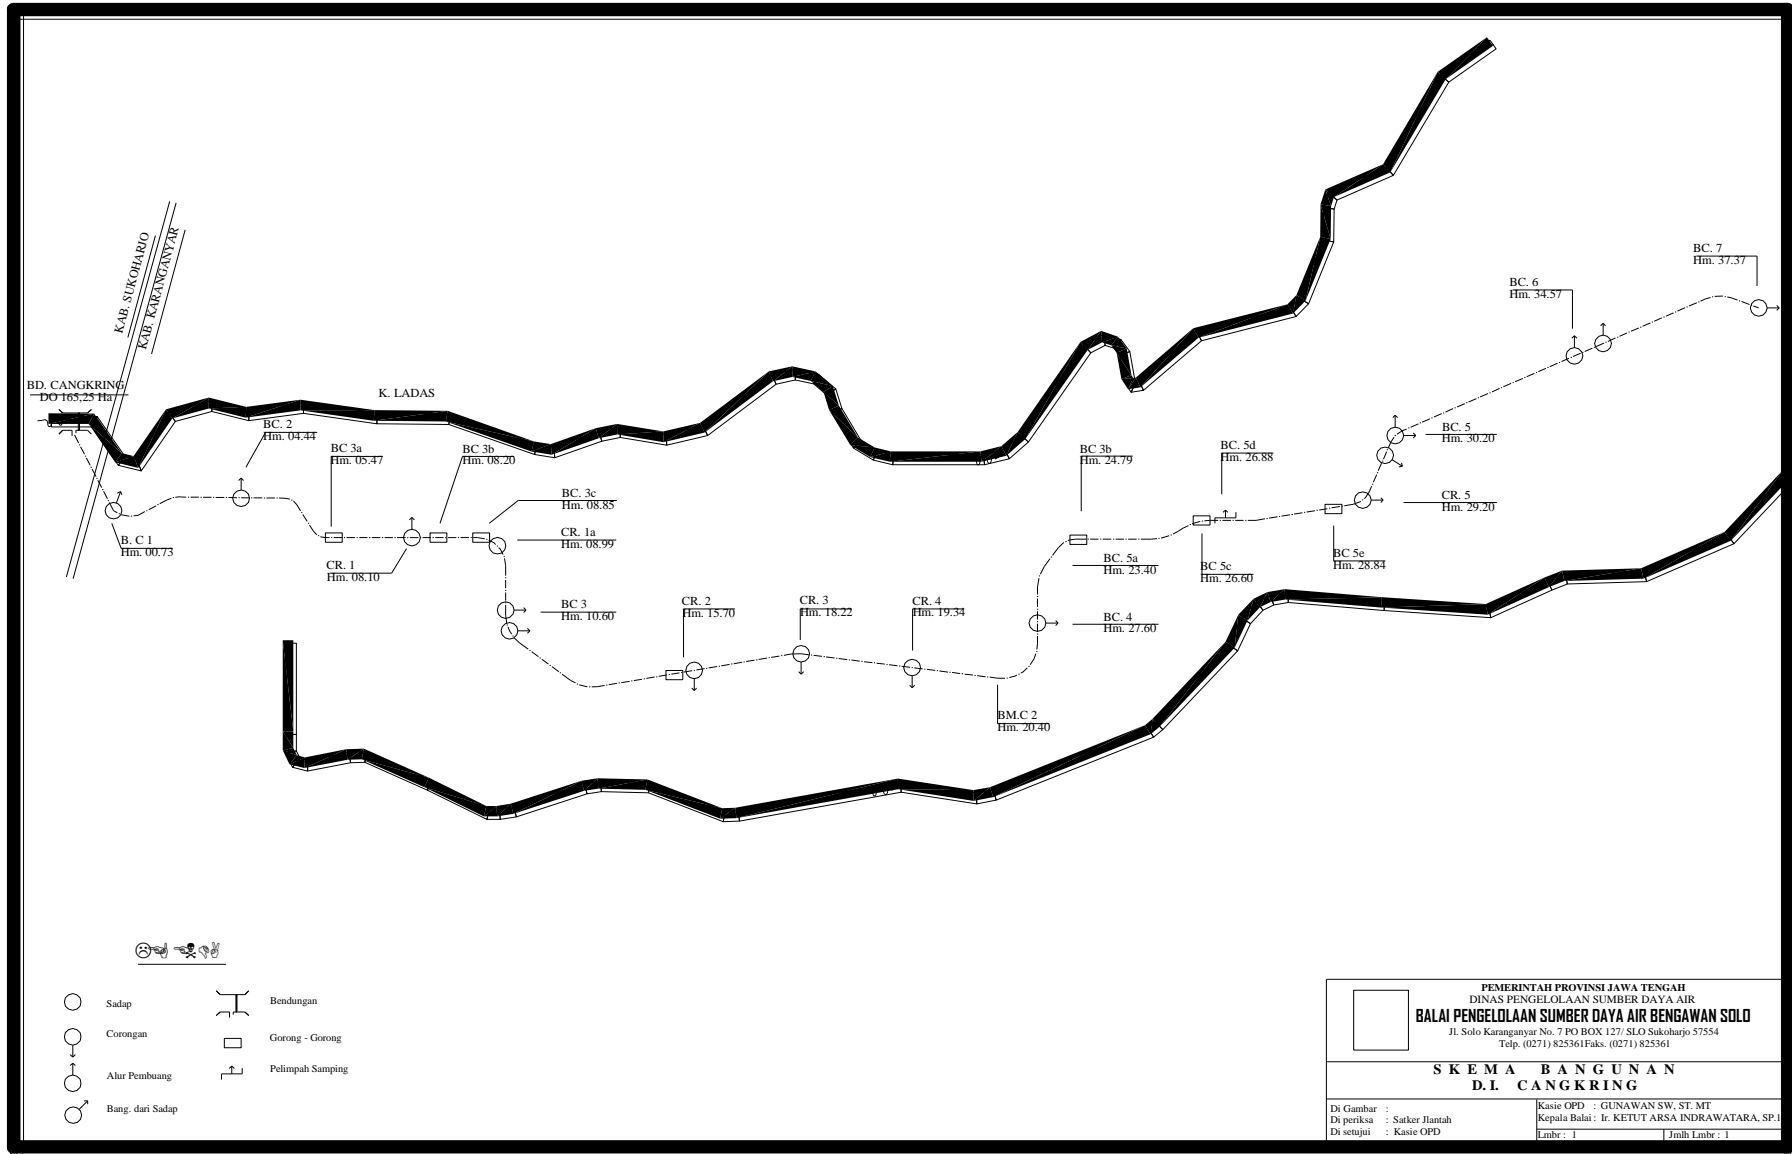 KAB. SUKOHARJO
KAB. KARANGANYAR
BD. CANGKRING
DO 165,25 Ha
K. LADAS
B. C 1
Hm. 00.73
BC. 2
Hm. 04.44
BC 3a
Hm. 05.47
CR. 1
Hm. 08.10
BC 3b
Hm. 08.20
BC. 3c
Hm. 08.85
CR. 1a
Hm. 08.99
BC 3
Hm. 10.60
CR. 2
Hm. 15.70
CR. 3
Hm. 18.22
CR. 4
Hm. 19.34
BM.C 2
Hm. 20.40
BC. 4
Hm. 27.60
BC. 5a
Hm. 23.40
BC 3b
Hm. 24.79
BC 5c
Hm. 26.60
BC. 5d
Hm. 26.88
BC 5e
Hm. 28.84
CR. 5
Hm. 29.20
BC. 5
Hm. 30.20
BC. 6
Hm. 34.57
BC. 7
Hm. 37.37
Sadap
Corongan
Alur Pembuang
Bang. dari Sadap
Bendungan
Gorong - Gorong
Pelimpah Samping
PEMERINTAH PROVINSI JAWA TENGAH
DINAS PENGELOLAAN SUMBER DAYA AIR
BALAI PENGELOLAAN SUMBER DAYA AIR BENGAWAN SOLO
Jl. Solo Karanganyar No. 7 PO BOX 127/ SLO Sukoharjo 57554
Telp. (0271) 825361Faks. (0271) 825361
SKEMA BANGUNAN
D.I. CANGKRING
Di Gambar :
Di periksa : Satker Jlantah
Di setujui : Kasie OPD
Kasie OPD : GUNAWAN SW, ST. MT
Kepala Balai : Ir. KETUT ARSA INDRAWATARA, SP.1
Lmbr : 1
Jmlh Lmbr : 1